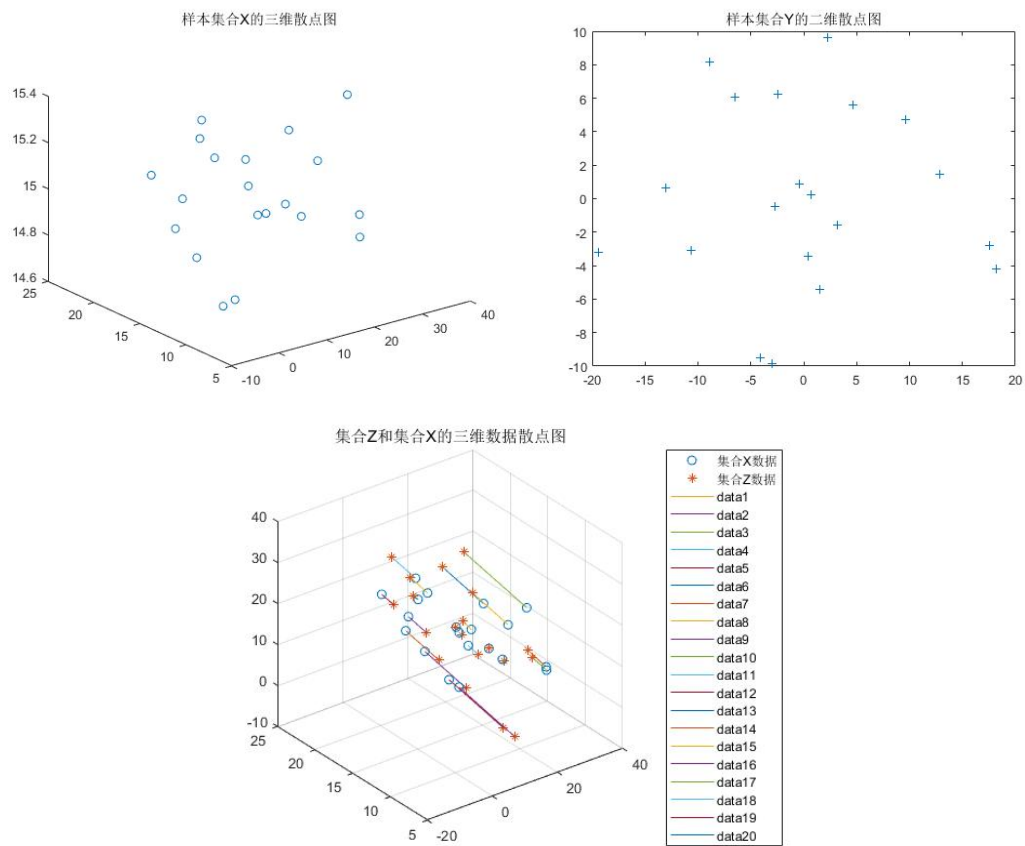 样本集合X的三维散点图
15.4
15.2
15
14.8
14.6
25
20
15
10
5
-10
0
10
20
30
40
样本集合Y的二维散点图
10
8
6
4
2
0
-2
-4
-6
-8
-10
-20
-15
-10
-5
0
5
10
15
20
集合Z和集合X的三维数据散点图
40
30
20
10
0
-10
25
20
15
10
5
-20
0
20
40
集合X数据
集合Z数据
data1
data2
data3
data4
data5
data6
data7
data8
data9
data10
data11
data12
data13
data14
data15
data16
data17
data18
data19
data20